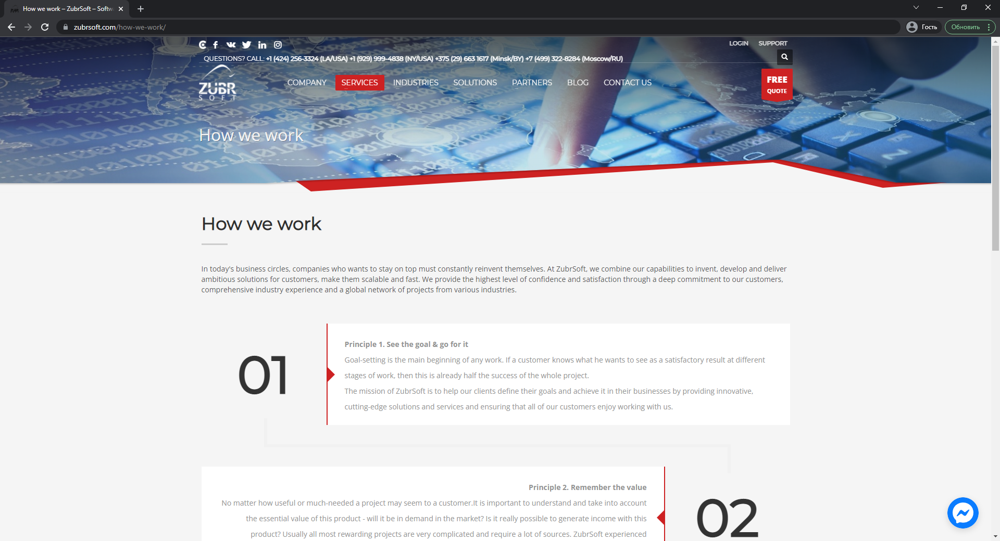 How we work – ZubrSoft – Softw
zubrsoft.com/how-we-work/
Гость
Обновить
LOGIN SUPPORT
QUESTIONS? CALL: +1 (424) 256-3324 (LA/USA) +1 (929) 999-4838 (NY/USA) +375 (29) 663 1617 (Minsk/BY) +7 (499) 322-8284 (Moscow/RU)
ZUBR
SOFT
COMPANY SERVICES INDUSTRIES SOLUTIONS PARTNERS BLOG CONTACT US
FREE
QUOTE
How we work
How we work
In today's business circles, companies who wants to stay on top must constantly reinvent themselves. At ZubrSoft, we combine our capabilities to invent, develop and deliver
ambitious solutions for customers, make them scalable and fast. We provide the highest level of confidence and satisfaction through a deep commitment to our customers,
comprehensive industry experience and a global network of projects from various industries.
01
Principle 1. See the goal & go for it
Goal-setting is the main beginning of any work. If a customer knows what he wants to see as a satisfactory result at different
stages of work, then this is already half the success of the whole project.
The mission of ZubrSoft is to help our clients define their goals and achieve it in their businesses by providing innovative,
cutting-edge solutions and services and ensuring that all of our customers enjoy working with us.
Principle 2. Remember the value
No matter how useful or much-needed a project may seem to a customer.It is important to understand and take into account
the essential value of this product - will it be in demand in the market? Is it really possible to generate income with this
product? Usually all most rewarding projects are very complicated and require a lot of sources. ZubrSoft experienced
02